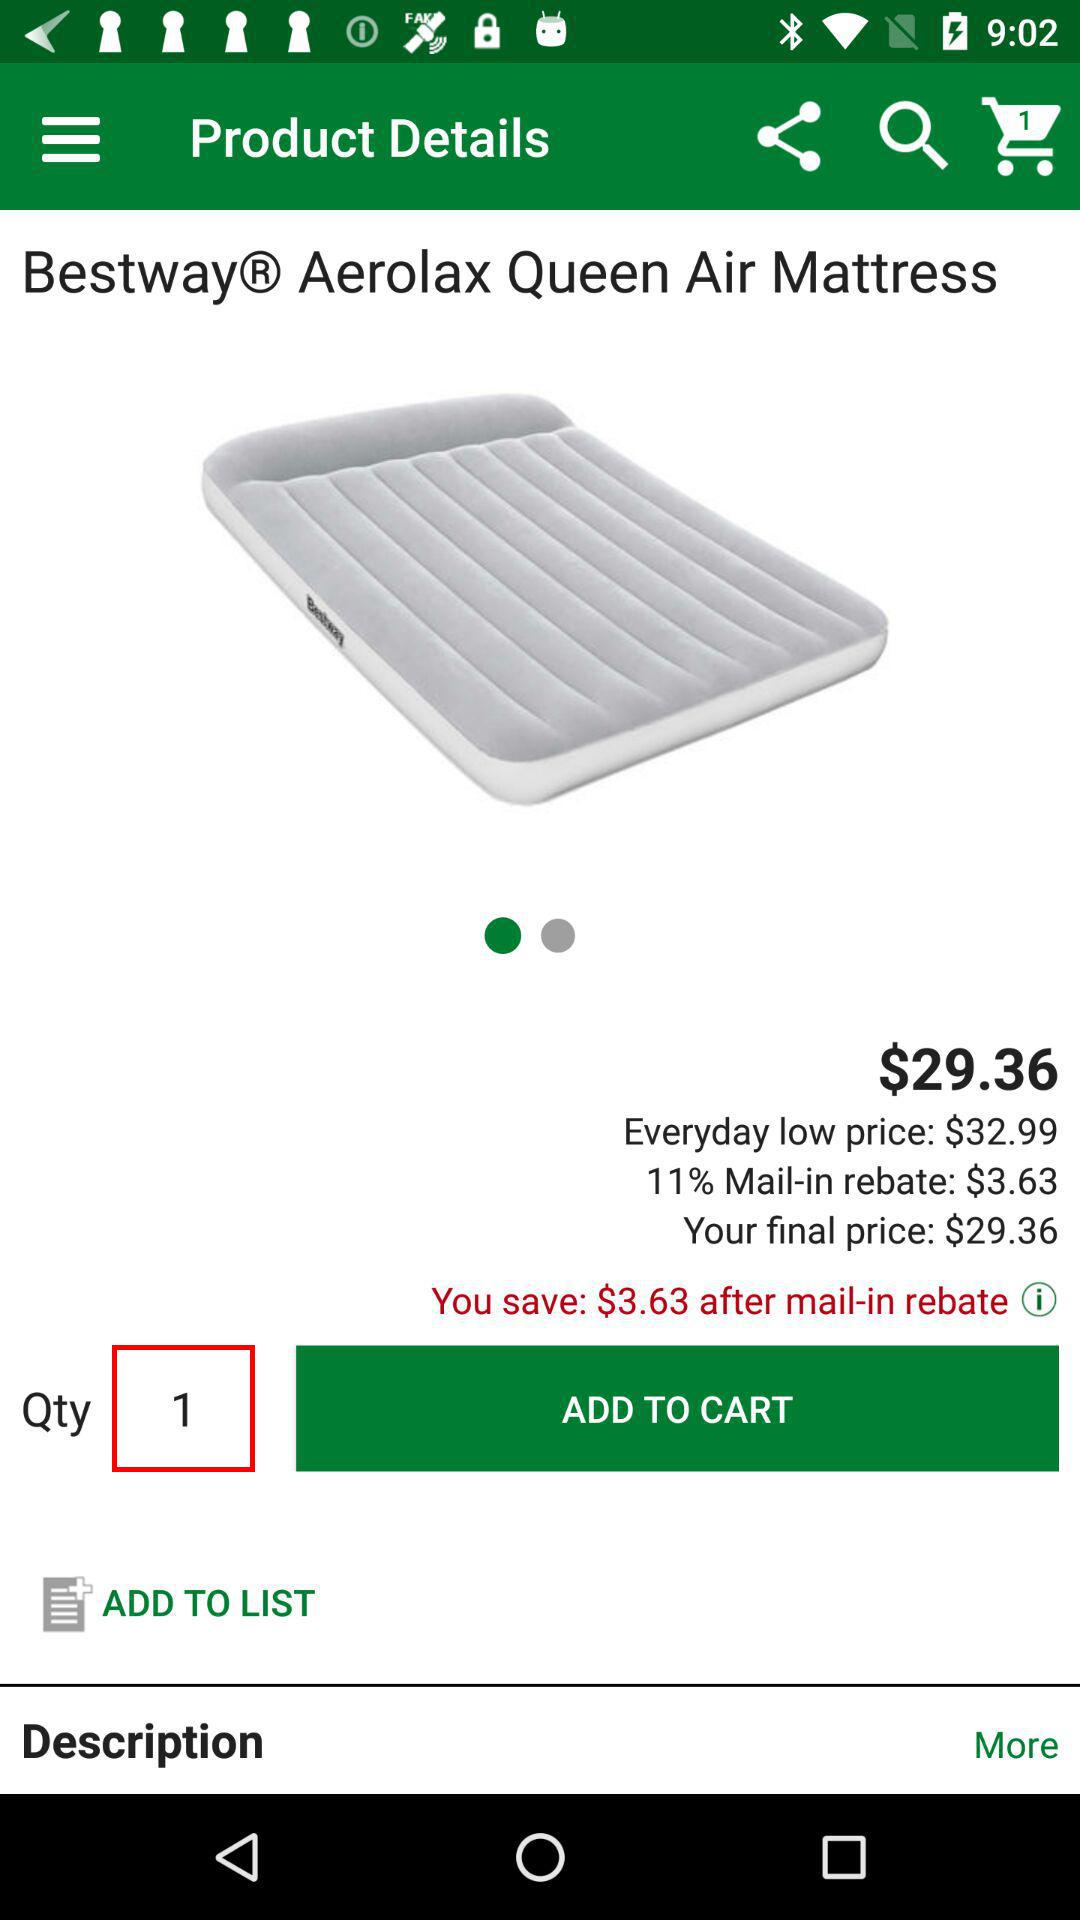 FAKE
9:02
Product Details
1
Bestway® Aerolax Queen Air Mattress
Bestway
$29.36
Everyday low price: $32.99
11% Mail-in rebate: $3.63
Your final price: $29.36
You save: $3.63 after mail-in rebate
Qty 1 ADD TO CART
ADD TO LIST
Description More